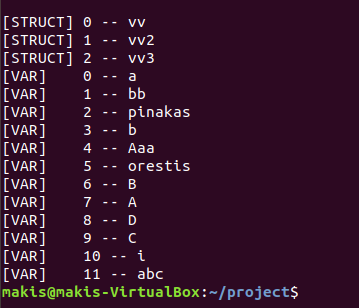 [STRUCT] 0 -- vv
[STRUCT] 1 -- vv2
[STRUCT] 2 -- vv3
[VAR]    0 -- a
[VAR]    1 -- bb
[VAR]    2 -- pinakas
[VAR]    3 -- b
[VAR]    4 -- Aaa
[VAR]    5 -- orestis
[VAR]    6 -- B
[VAR]    7 -- A
[VAR]    8 -- D
[VAR]    9 -- C
[VAR]    10 -- i
[VAR]    11 -- abc
makis@makis-VirtualBox:~/project$